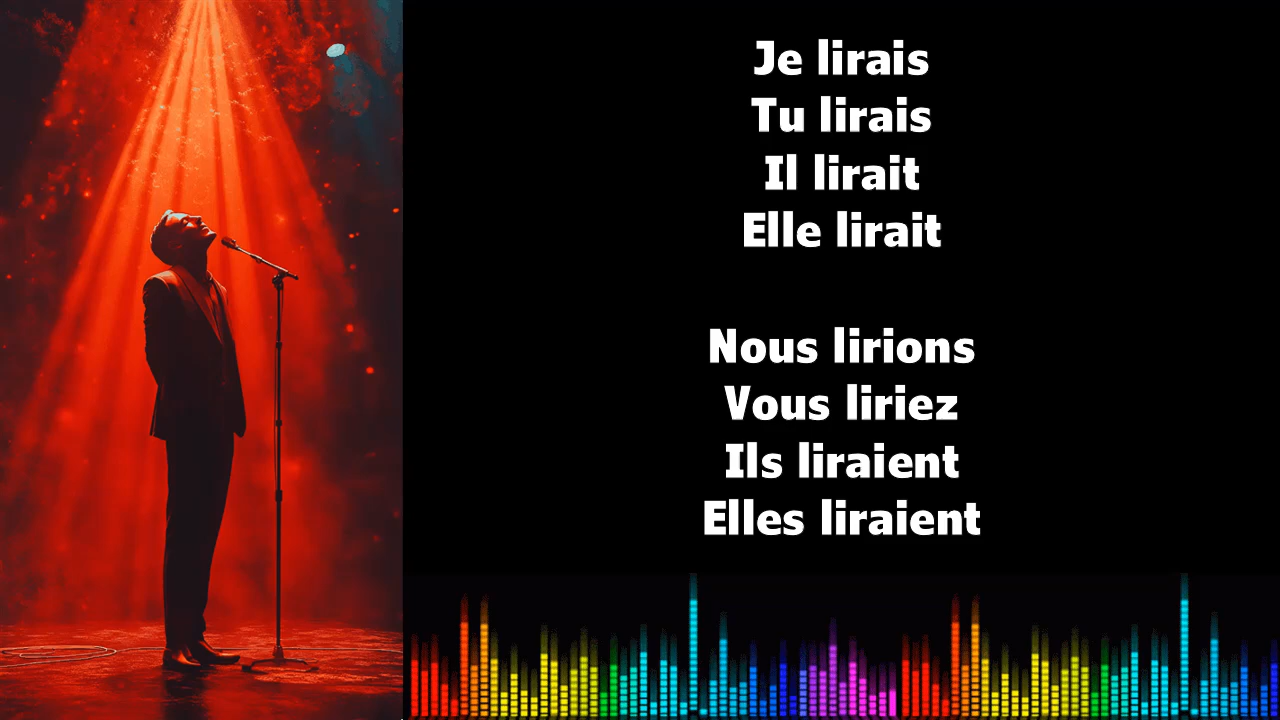 Je lirais
Tu lirais
Il lirait
Elle lirait
Nous lirions
Vous liriez
Ils liraient
Elles liraient